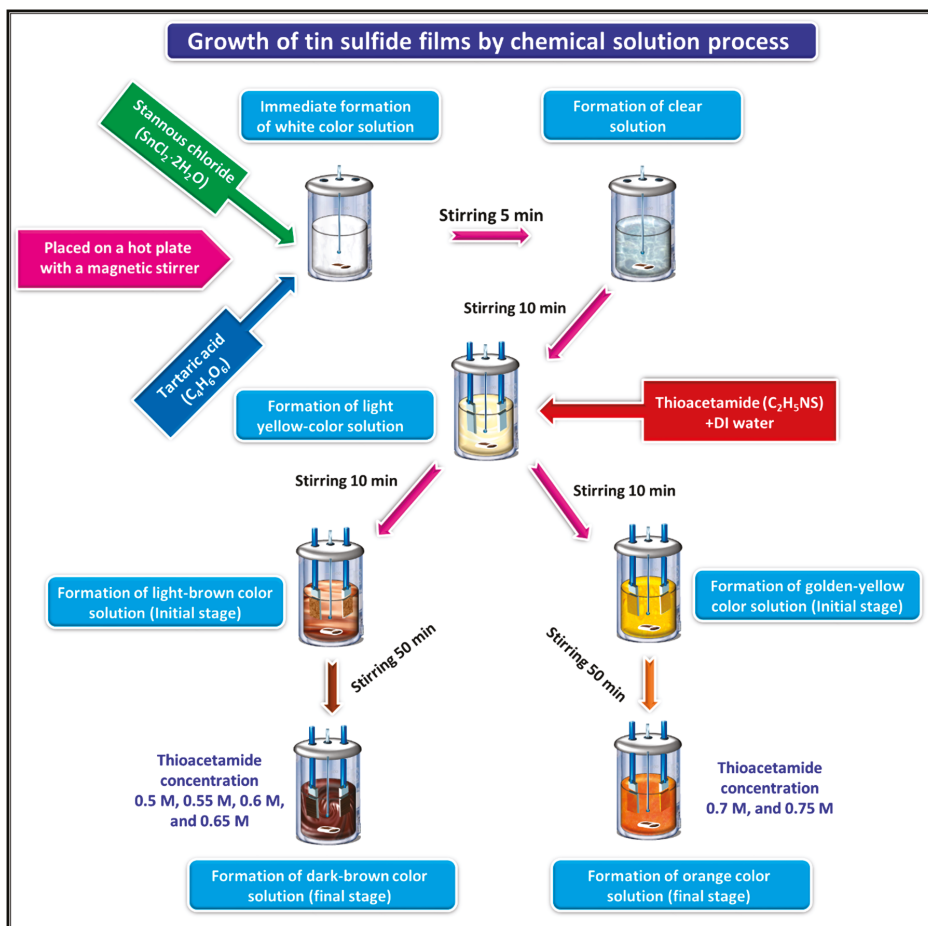 Growth of tin sulfide films by chemical solution process
Immediate formation
of white color solution
Formation of clear
solution
Stannous chloride
(SnCl₂·2H₂O)
Stirring 5 min
Placed on a hot plate
with a magnetic stirrer
Stirring 10 min
Tartaric acid
(C₄H₆O₆)
Thioacetamide (C₂H₅NS)
+DI water
Formation of light
yellow-color solution
Stirring 10 min
Stirring 10 min
Formation of light-brown color
solution (Initial stage)
Formation of golden-yellow
color solution (Initial stage)
Stirring 50 min
Stirring 50 min
Thioacetamide
concentration
0.5 M, 0.55 M, 0.6 M,
and 0.65 M
Thioacetamide
concentration
0.7 M, and 0.75 M
Formation of dark-brown color
solution (final stage)
Formation of orange color
solution (final stage)